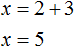 x = 2 + 3
x = 5